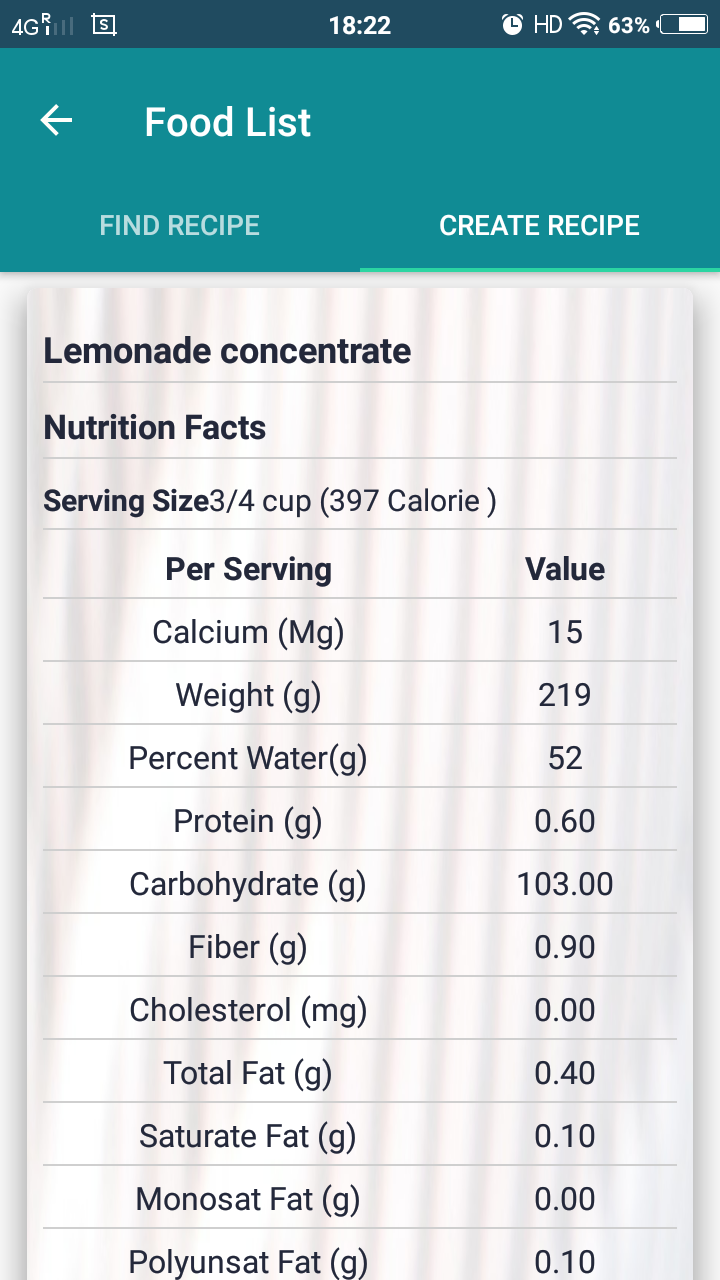 4G R 1 S 18:22 HD 63%
Food List
FIND RECIPE CREATE RECIPE
Lemonade concentrate
Nutrition Facts
Serving Size3/4 cup (397 Calorie )
Per Serving Value
Calcium (Mg) 15
Weight (g) 219
Percent Water(g) 52
Protein (g) 0.60
Carbohydrate (g) 103.00
Fiber (g) 0.90
Cholesterol (mg) 0.00
Total Fat (g) 0.40
Saturate Fat (g) 0.10
Monosat Fat (g) 0.00
Polyunsat Fat (g) 0.10